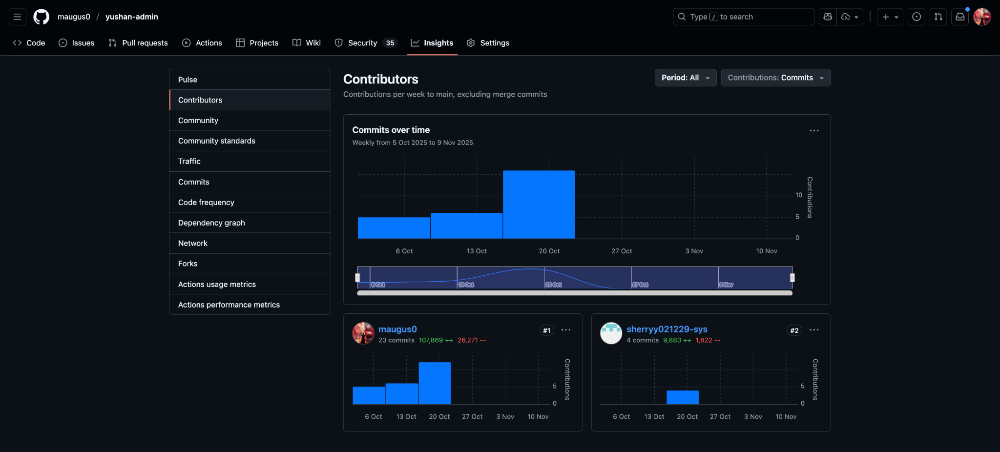 maugus0 / yushan-admin
Type / to search
Code Issues Pull requests Actions Projects Wiki Security 35 Insights Settings
Pulse
Contributors
Community
Community standards
Traffic
Commits
Code frequency
Dependency graph
Network
Forks
Actions usage metrics
Actions performance metrics
Contributors
Contributions per week to main, excluding merge commits
Period: All
Contributions: Commits
Commits over time
Weekly from 5 Oct 2025 to 9 Nov 2025
Contributions
10
5
0
6 Oct 13 Oct 20 Oct 27 Oct 3 Nov 10 Nov
6 Oct 13 Oct 20 Oct 27 Oct 3 Nov
maugus0
#1
23 commits 107,869 ++ 26,271 --
Contributions
5
0
6 Oct 13 Oct 20 Oct 27 Oct 3 Nov 10 Nov
sherryy021229-sys
#2
4 commits 9,883 ++ 1,822 --
Contributions
5
0
6 Oct 13 Oct 20 Oct 27 Oct 3 Nov 10 Nov